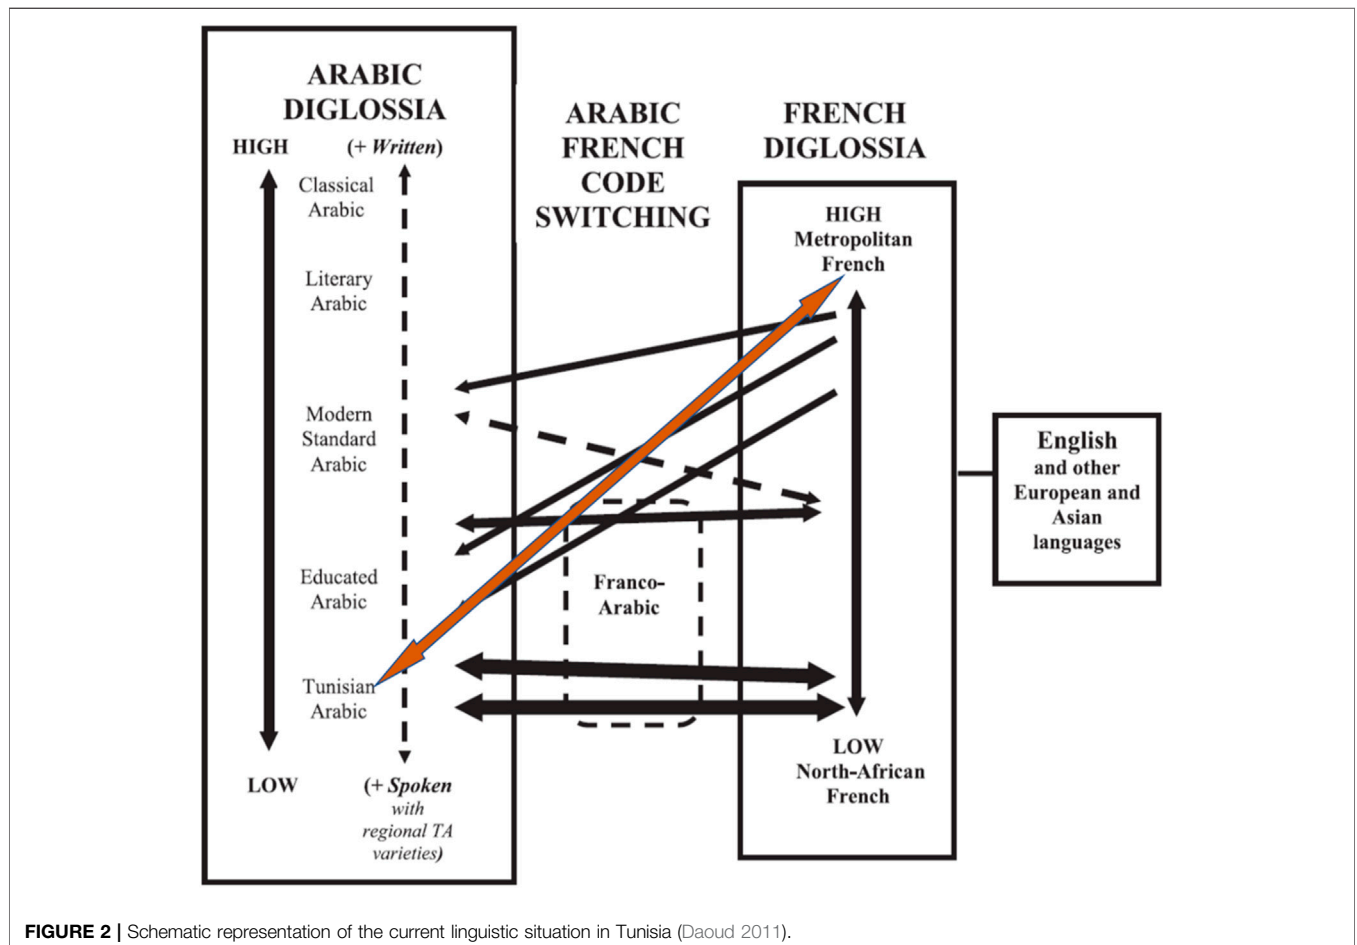 ARABIC
DIGLOSSIA
HIGH
(+ Written)
Classical
Arabic
Literary
Arabic
Modern
Standard
Arabic
Educated
Arabic
Tunisian
Arabic
LOW
(+ Spoken
with
regional TA
varieties)
ARABIC
FRENCH
CODE
SWITCHING
Franco-
Arabic
FRENCH
DIGLOSSIA
HIGH
Metropolitan
French
LOW
North-African
French
English
and other
European and
Asian
languages
FIGURE 2 | Schematic representation of the current linguistic situation in Tunisia (Daoud 2011).